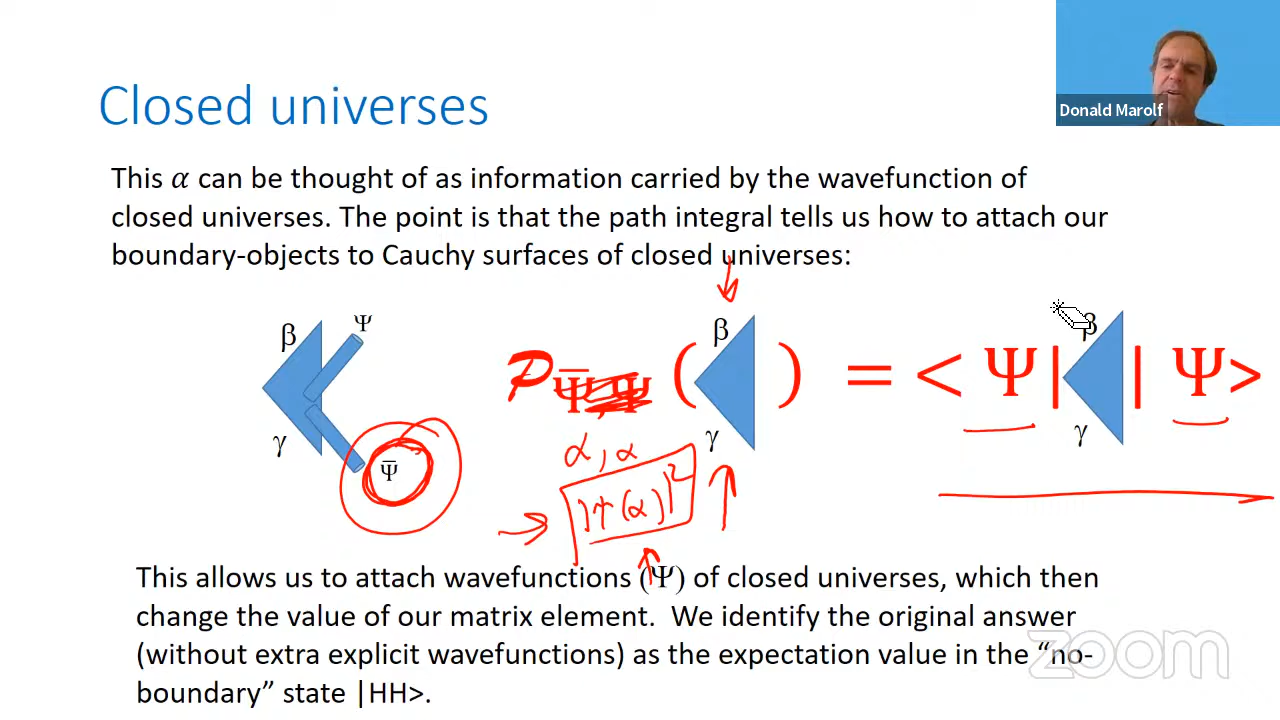 Donald Marolf
Closed universes
This α can be thought of as information carried by the wavefunction of
closed universes. The point is that the path integral tells us how to attach our
boundary-objects to Cauchy surfaces of closed universes:
β Ψ
γ Ψ̅
P Ψ̅, Ψ ( β γ ) = < Ψ | β γ | Ψ >
α, α
|ψ(α)|²
This allows us to attach wavefunctions (Ψ) of closed universes, which then
change the value of our matrix element. We identify the original answer
(without extra explicit wavefunctions) as the expectation value in the “no-
boundary” state |HH>.
zoom